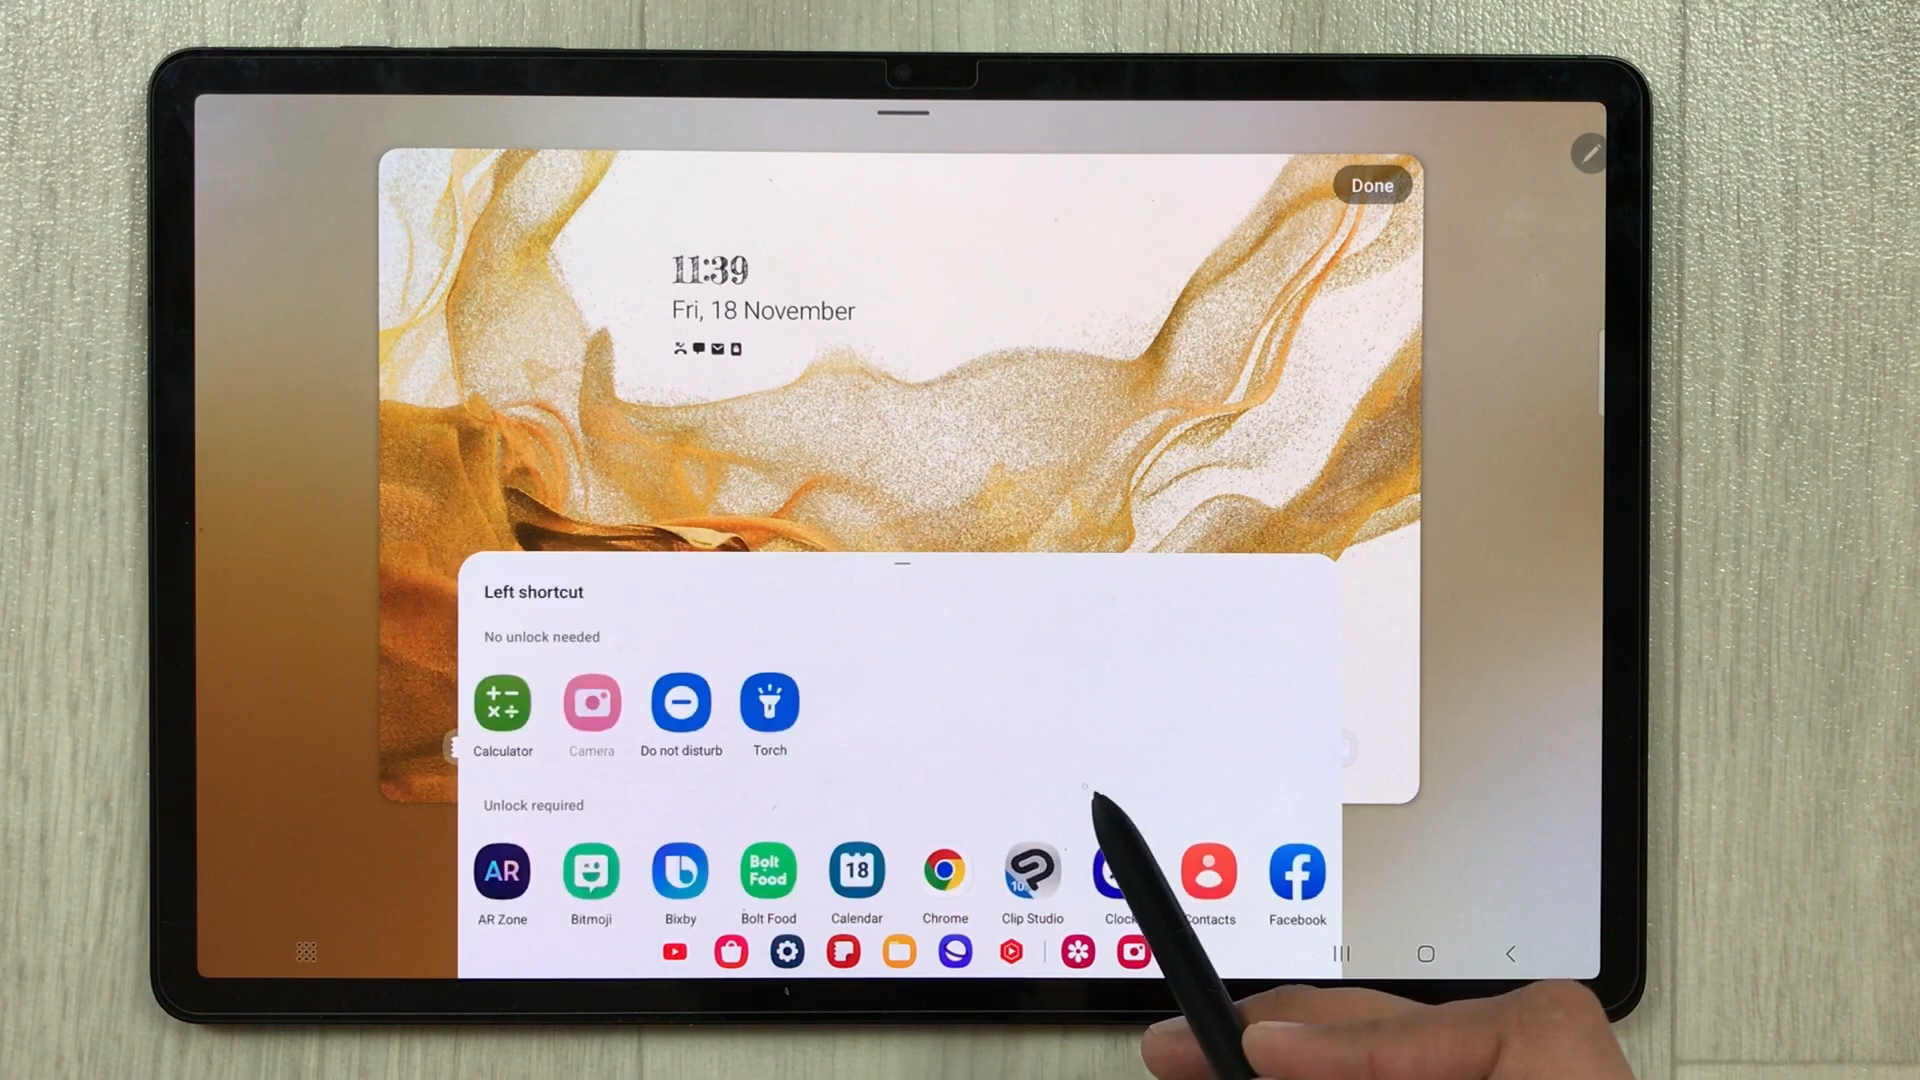 Done
11:39
Fri, 18 November
Left shortcut
No unlock needed
Calculator Camera Do not disturb Torch
Unlock required
AR Bolt Food 18
AR Zone Bitmoji Bixby Bolt Food Calendar Chrome Clip Studio Clock Contacts Facebook